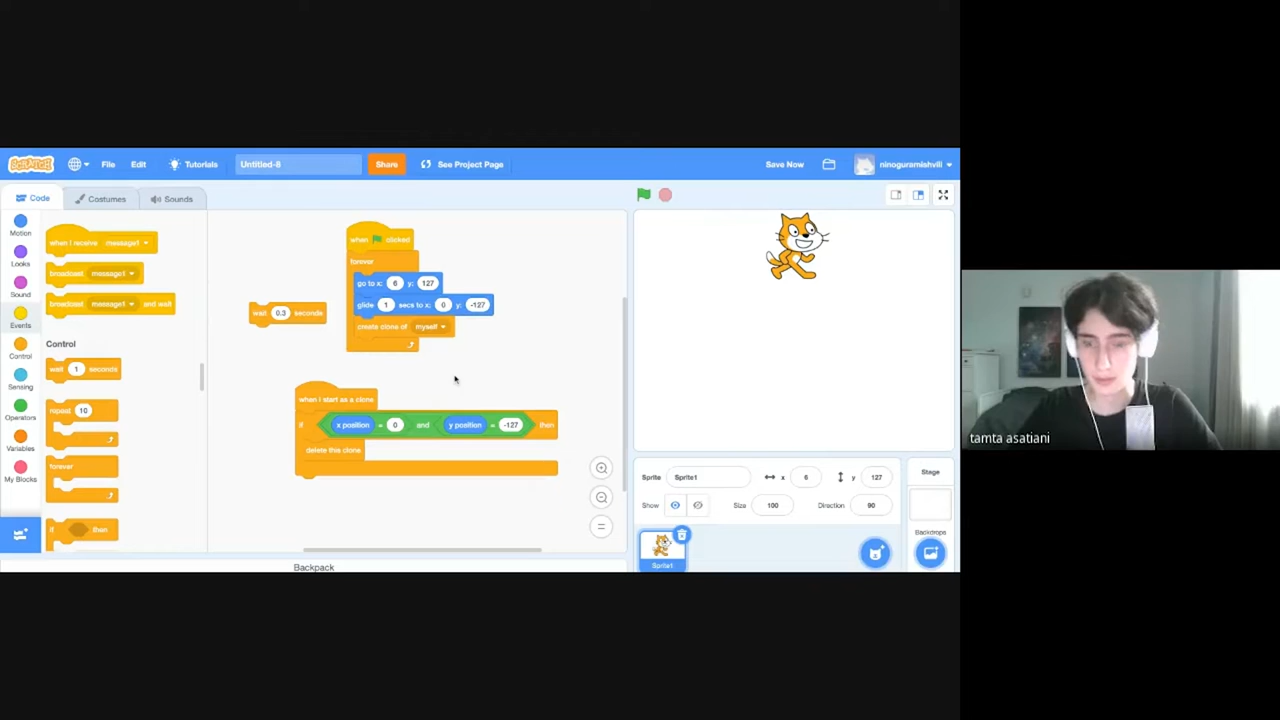 SCRATCH File Edit Tutorials Untitled-8 Share See Project Page Save Now ninoguramishvili
Code Costumes Sounds
Motion
Looks
Sound
Events
Control
Sensing
Operators
Variables
My Blocks
when I receive message1
broadcast message1
broadcast message1 and wait
Control
wait 1 seconds
repeat 10
forever
if then
wait 0.3 seconds
when clicked
forever
go to x: 6 y: 127
glide 1 secs to x: 0 y: -127
create clone of myself
when I start as a clone
if x position = 0 and y position = -127 then
delete this clone
Backpack
Sprite Sprite1 x 6 y 127
Show Size 100 Direction 90
Sprite1
Stage
Backdrops
tamta asatiani